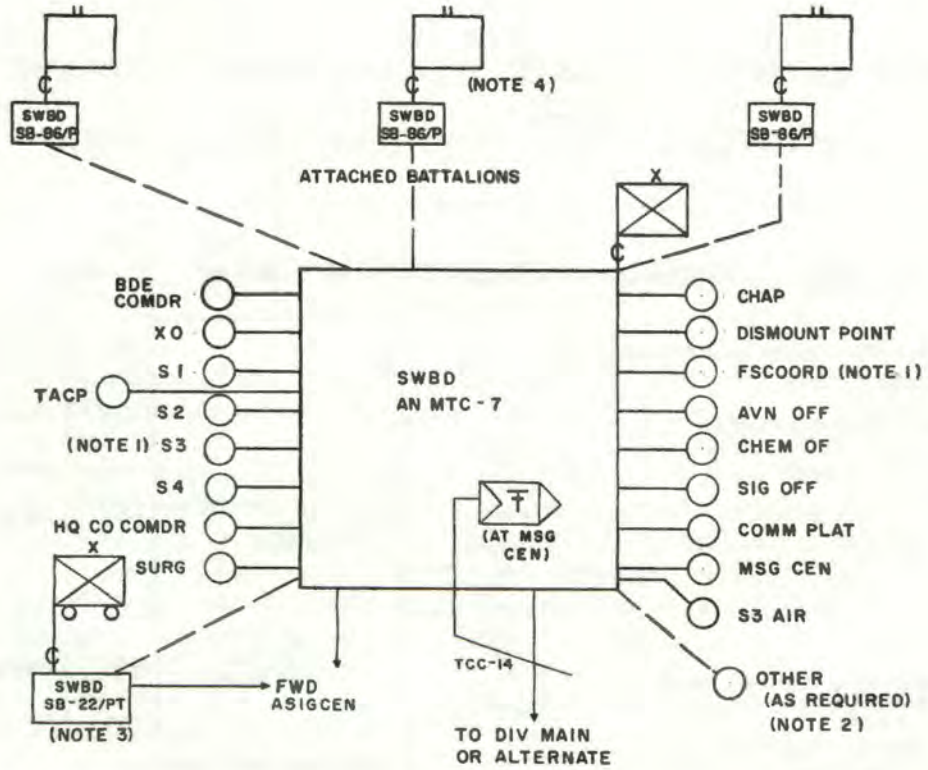 SWBD
SB-86/P
(NOTE 4)
SWBD
SB-86/P
SWBD
SB-86/P
ATTACHED BATTALIONS
X
BDE
COMDR
XO
S1
TACP
S2
(NOTE 1) S3
S4
HQ CO COMDR
X
SURG
SWBD
AN MTC-7
T
(AT MSG
CEN)
CHAP
DISMOUNT POINT
FSCOORD (NOTE 1)
AVN OFF
CHEM OF
SIG OFF
COMM PLAT
MSG CEN
S3 AIR
SWBD
SB-22/PT
(NOTE 3)
FWD
ASIGCEN
TCC-14
TO DIV MAIN
OR ALTERNATE
OTHER
(AS REQUIRED)
(NOTE 2)